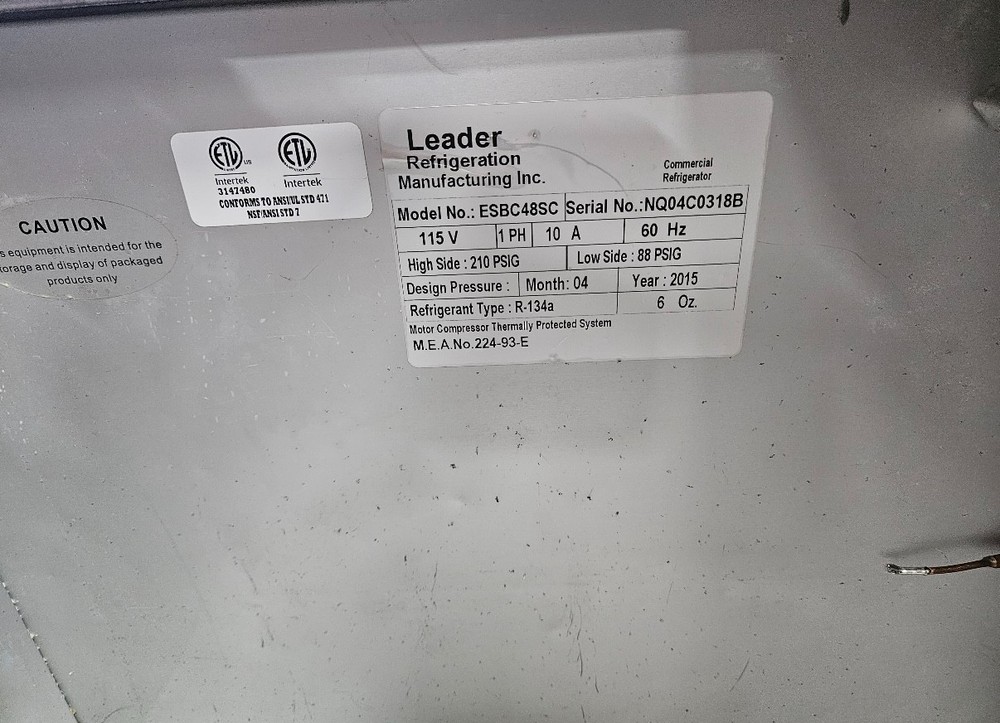 CAUTION
equipment is intended for the
and display of packaged
products only
ETL US
Intertek
3147480
ETL
Intertek
CONFORMS TO ANSI/UL STD 471
NSF/ANSI STD 7
Leader
Refrigeration
Manufacturing Inc.
Commercial
Refrigerator
Model No.: ESBC48SC Serial No.:NQ04C0318B
115 V 1 PH 10 A 60 Hz
High Side : 210 PSIG Low Side : 88 PSIG
Design Pressure : Month: 04 Year : 2015
Refrigerant Type : R-134a 6 Oz.
Motor Compressor Thermally Protected System
M.E.A.No.224-93-E